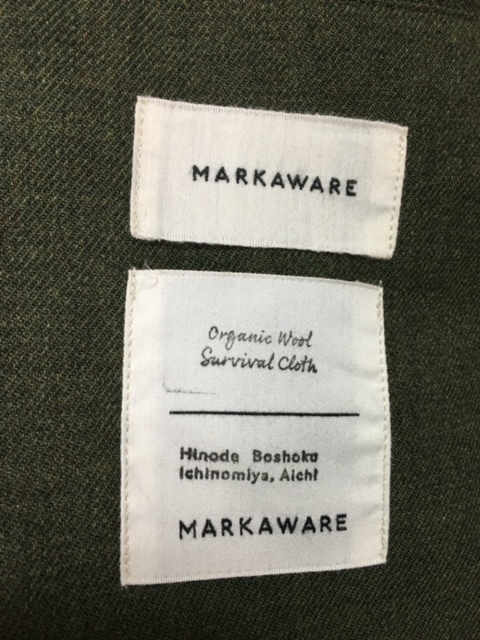 MARKAWARE
Organic Wool
Survival Cloth
Hinode Boshoku
Ichinomiya, Aichi
MARKAWARE